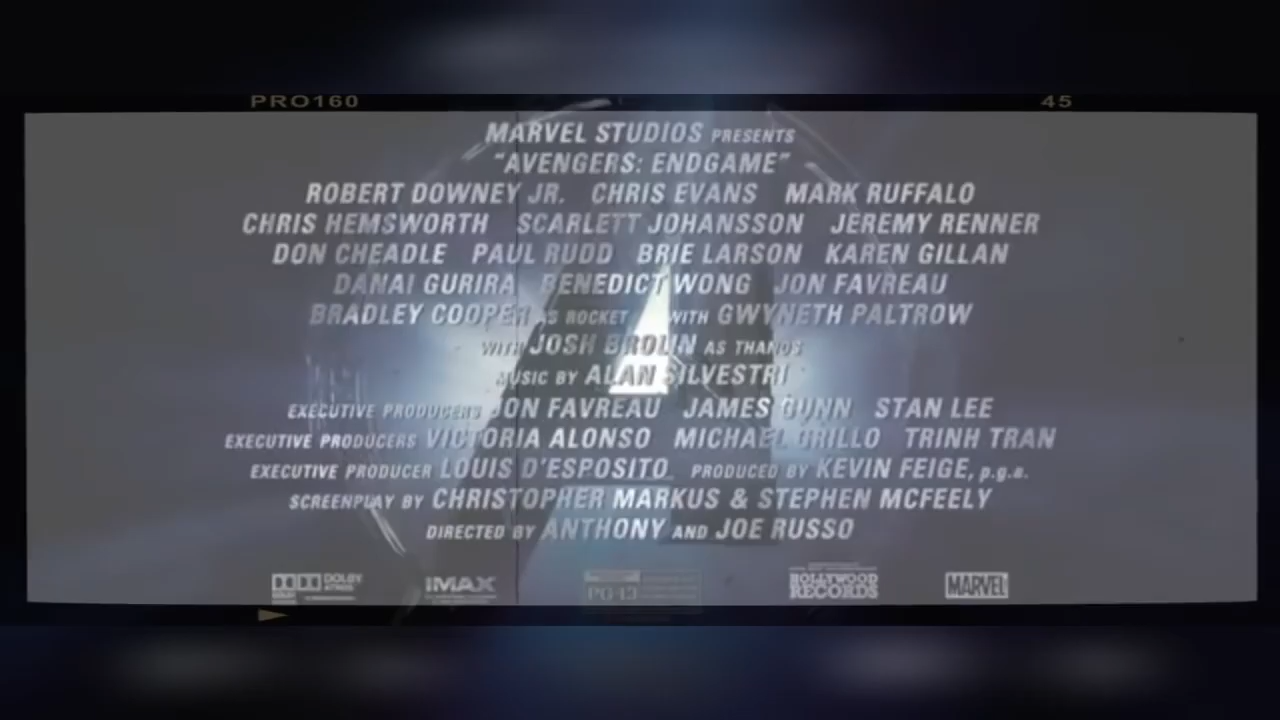 PRO160 45
MARVEL STUDIOS PRESENTS
"AVENGERS: ENDGAME"
ROBERT DOWNEY JR. CHRIS EVANS MARK RUFFALO
CHRIS HEMSWORTH SCARLETT JOHANSSON JEREMY RENNER
DON CHEADLE PAUL RUDD BRIE LARSON KAREN GILLAN
DANAI GURIRA BENEDICT WONG JON FAVREAU
BRADLEY COOPER AS ROCKET WITH GWYNETH PALTROW
WITH JOSH BROLIN AS THANOS
MUSIC BY ALAN SILVESTRI
EXECUTIVE PRODUCERS JON FAVREAU JAMES GUNN STAN LEE
EXECUTIVE PRODUCERS VICTORIA ALONSO MICHAEL GRILLO TRINH TRAN
EXECUTIVE PRODUCER LOUIS D'ESPOSITO PRODUCED BY KEVIN FEIGE, p.g.a.
SCREENPLAY BY CHRISTOPHER MARKUS & STEPHEN MCFEELY
DIRECTED BY ANTHONY AND JOE RUSSO
DOLBY ATMOS IMAX PG-13 HOLLYWOOD RECORDS MARVEL